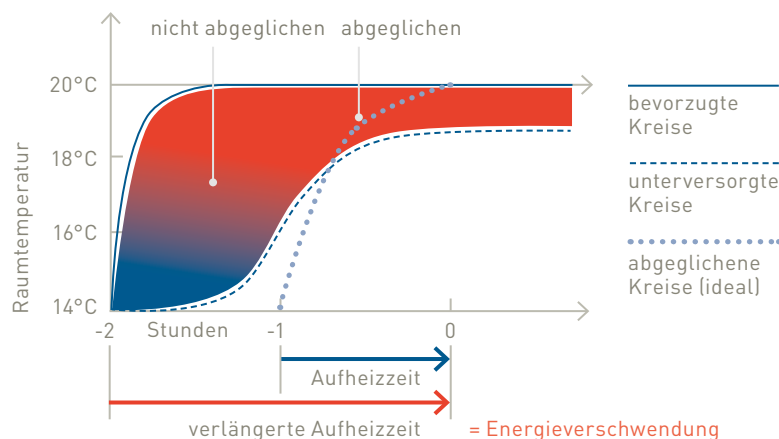 nicht abgeglichen abgeglichen
20°C
18°C
16°C
14°C
Raumtemperatur
-2 Stunden -1 0
Aufheizzeit
verlängerte Aufheizzeit = Energieverschwendung
bevorzugte
Kreise
unterversorgte
Kreise
abgeglichene
Kreise (ideal)